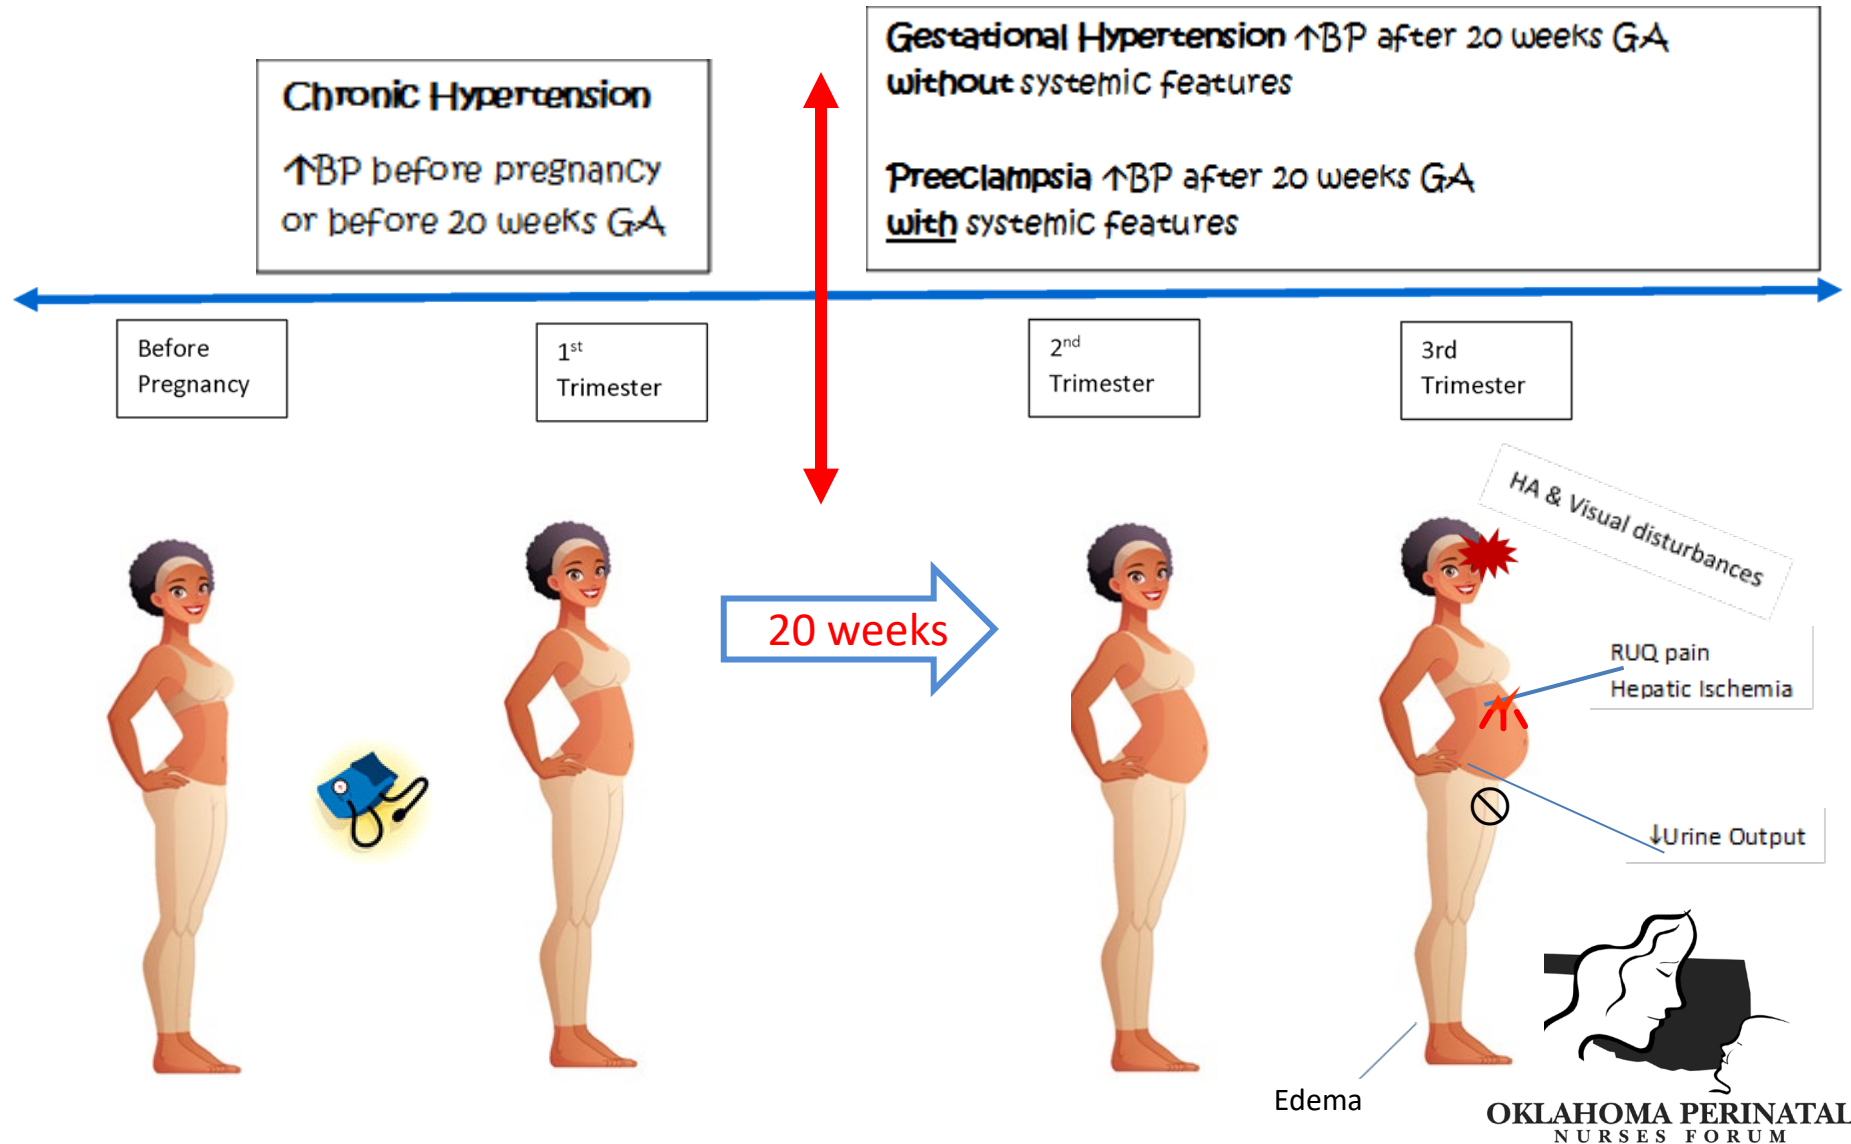 Chronic Hypertension
↑BP before pregnancy
or before 20 weeks GA
Gestational Hypertension ↑BP after 20 weeks GA
without systemic features
Preeclampsia ↑BP after 20 weeks GA
with systemic features
Before
Pregnancy
1st
Trimester
2nd
Trimester
3rd
Trimester
20 weeks
HA & Visual disturbances
RUQ pain
Hepatic Ischemia
↓Urine Output
Edema
OKLAHOMA PERINATAL
NURSES FORUM